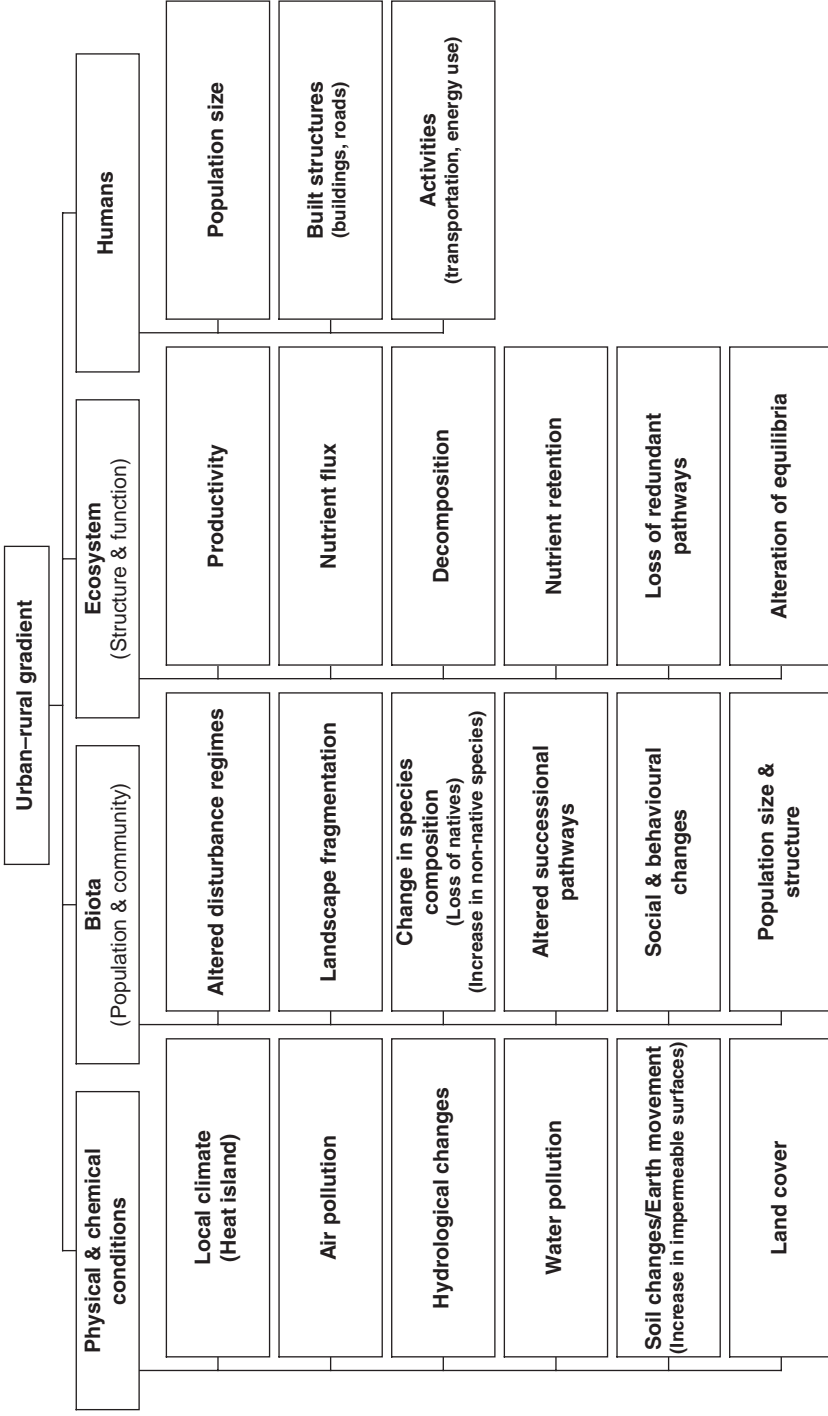 Urban–rural gradient
Physical & chemical
conditions
Local climate
(Heat island)
Air pollution
Hydrological changes
Water pollution
Soil changes/Earth movement
(Increase in impermeable surfaces)
Land cover
Biota
(Population & community)
Altered disturbance regimes
Landscape fragmentation
Change in species
composition
(Loss of natives)
(Increase in non-native species)
Altered successional
pathways
Social & behavioural
changes
Population size &
structure
Ecosystem
(Structure & function)
Productivity
Nutrient flux
Decomposition
Nutrient retention
Loss of redundant
pathways
Alteration of equilibria
Humans
Population size
Built structures
(buildings, roads)
Activities
(transportation, energy use)